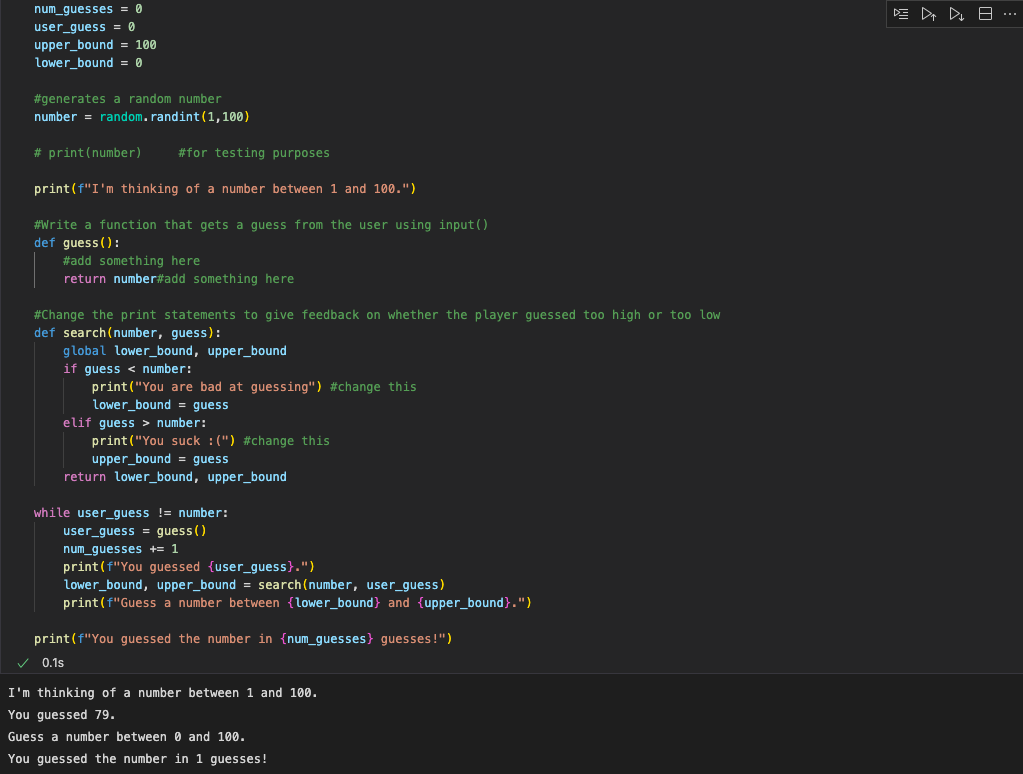 num_guesses = 0
user_guess = 0
upper_bound = 100
lower_bound = 0
#generates a random number
number = random.randint(1,100)
# print(number)     #for testing purposes
print(f"I'm thinking of a number between 1 and 100.")
#Write a function that gets a guess from the user using input()
def guess():
    #add something here
    return number#add something here
#Change the print statements to give feedback on whether the player guessed too high or too low
def search(number, guess):
    global lower_bound, upper_bound
    if guess < number:
        print("You are bad at guessing") #change this
        lower_bound = guess
    elif guess > number:
        print("You suck :(") #change this
        upper_bound = guess
    return lower_bound, upper_bound
while user_guess != number:
    user_guess = guess()
    num_guesses += 1
    print(f"You guessed {user_guess}.")
    lower_bound, upper_bound = search(number, user_guess)
    print(f"Guess a number between {lower_bound} and {upper_bound}.")
print(f"You guessed the number in {num_guesses} guesses!")
0.1s
I'm thinking of a number between 1 and 100.
You guessed 79.
Guess a number between 0 and 100.
You guessed the number in 1 guesses!